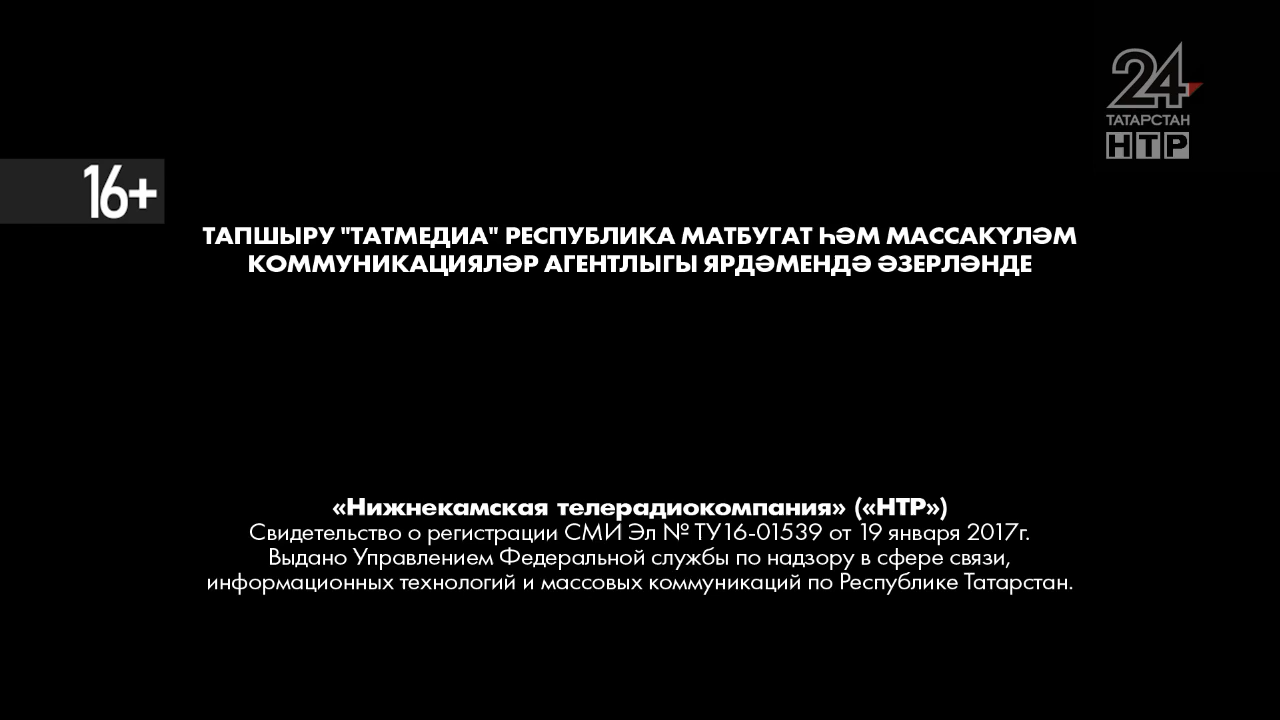 24
ТАТАРСТАН
НТР
16+
ТАПШЫРУ "ТАТМЕДИА" РЕСПУБЛИКА МАТБУГАТ ҺӘМ МАССАКҮЛӘМ
КОММУНИКАЦИЯЛӘР АГЕНТЛЫГЫ ЯРДӘМЕНДӘ ӘЗЕРЛӘНДЕ
«Нижнекамская телерадиокомпания» («НТР»)
Свидетельство о регистрации СМИ Эл № ТУ16-01539 от 19 января 2017г.
Выдано Управлением Федеральной службы по надзору в сфере связи,
информационных технологий и массовых коммуникаций по Республике Татарстан.